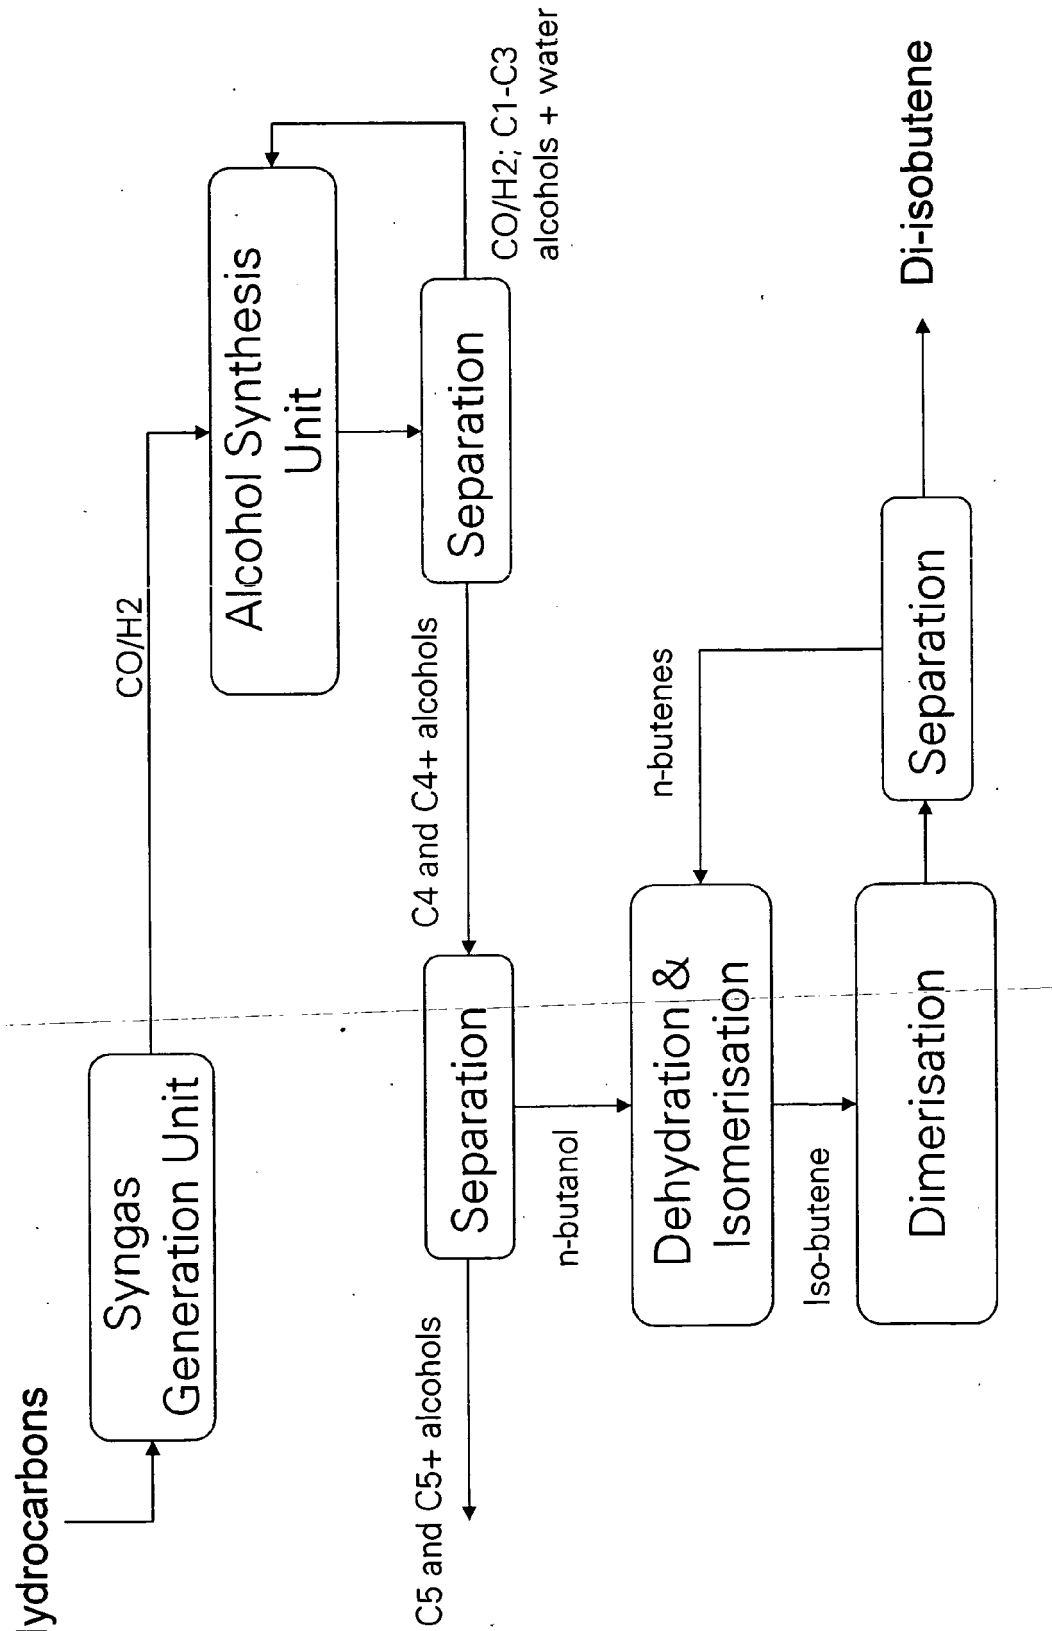 ydrocarbons
Syngas
Generation Unit
CO/H2
Alcohol Synthesis
Unit
CO/H2; C1-C3
alcohols + water
Separation
C4 and C4+ alcohols
Separation
C5 and C5+ alcohols
n-butanol
Dehydration &
Isomerisation
n-butenes
Iso-butene
Dimerisation
Separation
Di-isobutene